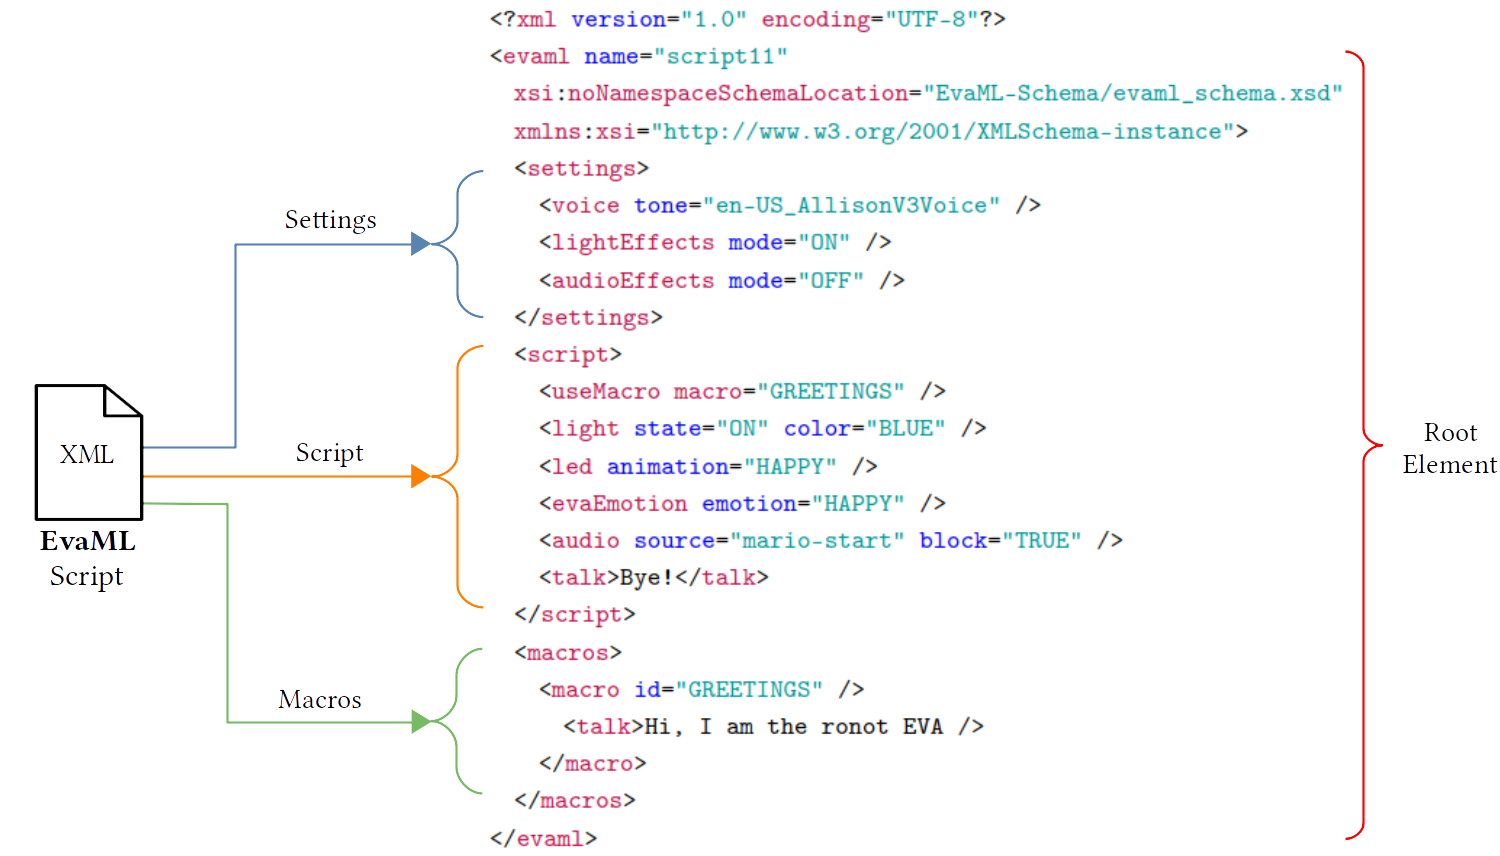 <?xml version="1.0" encoding="UTF-8"?>
<evaml name="script11"
xsi:noNamespaceSchemaLocation="EvaML-Schema/evaml_schema.xsd"
xmlns:xsi="http://www.w3.org/2001/XMLSchema-instance">
<settings>
<voice tone="en-US_AllisonV3Voice" />
<lightEffects mode="ON" />
<audioEffects mode="OFF" />
</settings>
<script>
<useMacro macro="GREETINGS" />
<light state="ON" color="BLUE" />
<led animation="HAPPY" />
<evaEmotion emotion="HAPPY" />
<audio source="mario-start" block="TRUE" />
<talk>Bye!</talk>
</script>
<macros>
<macro id="GREETINGS" />
<talk>Hi, I am the ronot EVA />
</macro>
</macros>
</evaml>
Settings
Script
Macros
XML
EvaML
Script
Root
Element